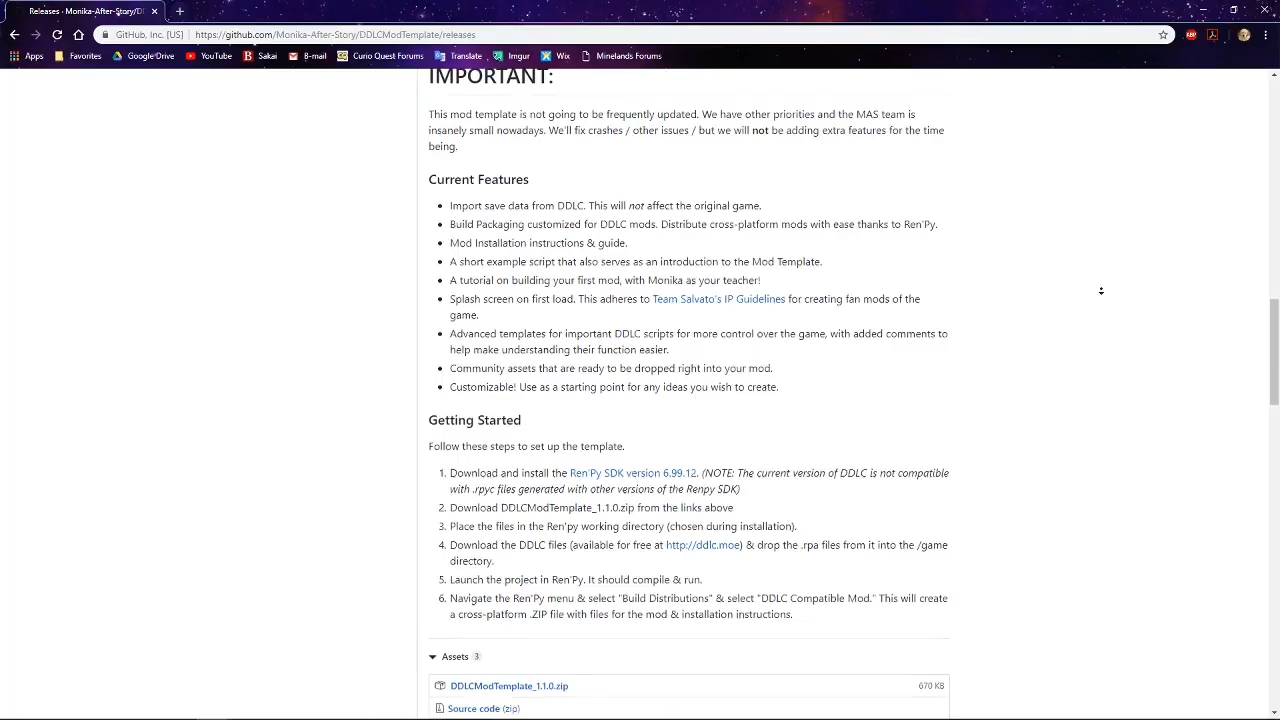 Releases · Monika-After-Story/DI
GitHub, Inc. [US] https://github.com/Monika-After-Story/DDLCModTemplate/releases
Apps Favorites GoogleDrive YouTube Sakai B-mail Curio Quest Forums Translate Imgur Wix Minelands Forums
IMPORTANT:
This mod template is not going to be frequently updated. We have other priorities and the MAS team is
insanely small nowadays. We'll fix crashes / other issues / but we will not be adding extra features for the time
being.
Current Features
Import save data from DDLC. This will not affect the original game.
Build Packaging customized for DDLC mods. Distribute cross-platform mods with ease thanks to Ren'Py.
Mod Installation instructions & guide.
A short example script that also serves as an introduction to the Mod Template.
A tutorial on building your first mod, with Monika as your teacher!
Splash screen on first load. This adheres to Team Salvato's IP Guidelines for creating fan mods of the
game.
Advanced templates for important DDLC scripts for more control over the game, with added comments to
help make understanding their function easier.
Community assets that are ready to be dropped right into your mod.
Customizable! Use as a starting point for any ideas you wish to create.
Getting Started
Follow these steps to set up the template.
1. Download and install the Ren'Py SDK version 6.99.12. (NOTE: The current version of DDLC is not compatible
with .rpyc files generated with other versions of the Renpy SDK)
2. Download DDLCModTemplate_1.1.0.zip from the links above
3. Place the files in the Ren'py working directory (chosen during installation).
4. Download the DDLC files (available for free at http://ddlc.moe) & drop the .rpa files from it into the /game
directory.
5. Launch the project in Ren'Py. It should compile & run.
6. Navigate the Ren'Py menu & select "Build Distributions" & select "DDLC Compatible Mod." This will create
a cross-platform .ZIP file with files for the mod & installation instructions.
Assets 3
DDLCModTemplate_1.1.0.zip 670 KB
Source code (zip)